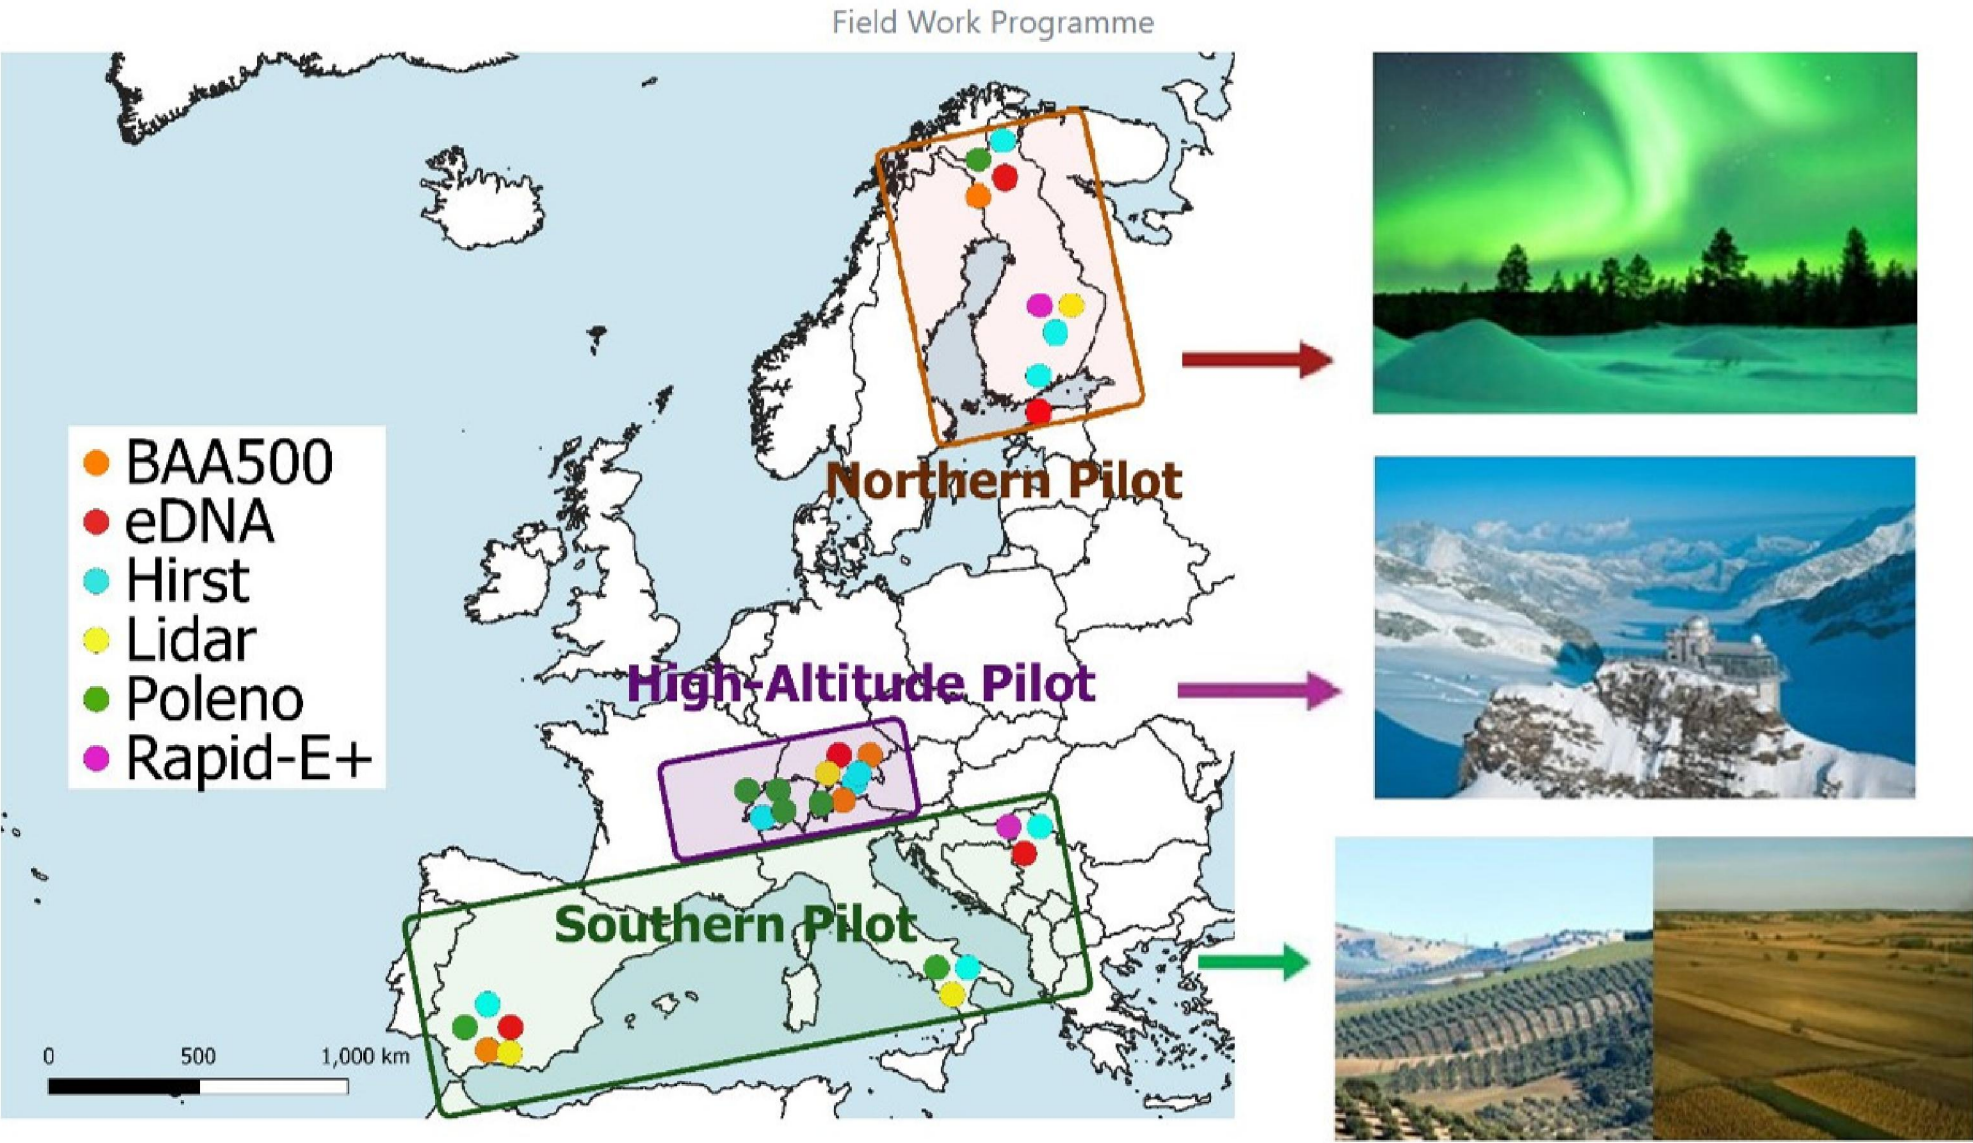 Field Work Programme
BAA500
eDNA
Hirst
Lidar
Poleno
Rapid-E+
Northern Pilot
High-Altitude Pilot
Southern Pilot
0 500 1,000 km